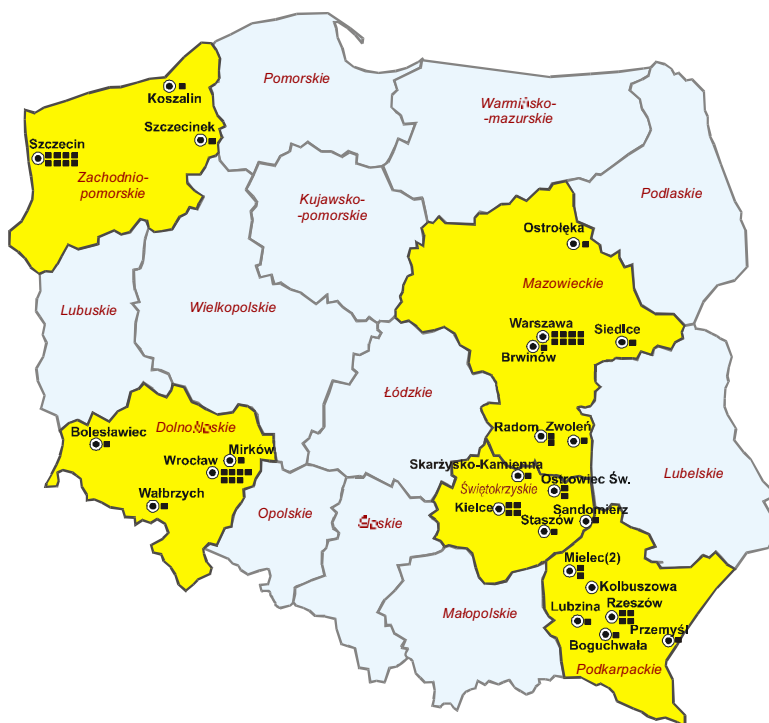 Pomorskie
Koszalin
Warmińsko-
-mazurskie
Szczecinek
Szczecin
Zachodnio-
pomorskie
Kujawsko-
-pomorskie
Podlaskie
Ostrołęka
Mazowieckie
Lubuskie
Wielkopolskie
Warszawa
Siedlce
Brwinów
Łódzkie
Bolesławiec
Radom
Zwoleń
Mirków
Wrocław
Skarżysko-Kamienna
Lubelskie
Ostrowiec Św.
Świętokrzyskie
Wałbrzych
Kielce
Sandomierz
Opolskie
Staszów
Mielec(2)
Kolbuszowa
Małopolskie
Lubzina
Rzeszów
Przemyśl
Boguchwała
Podkarpackie